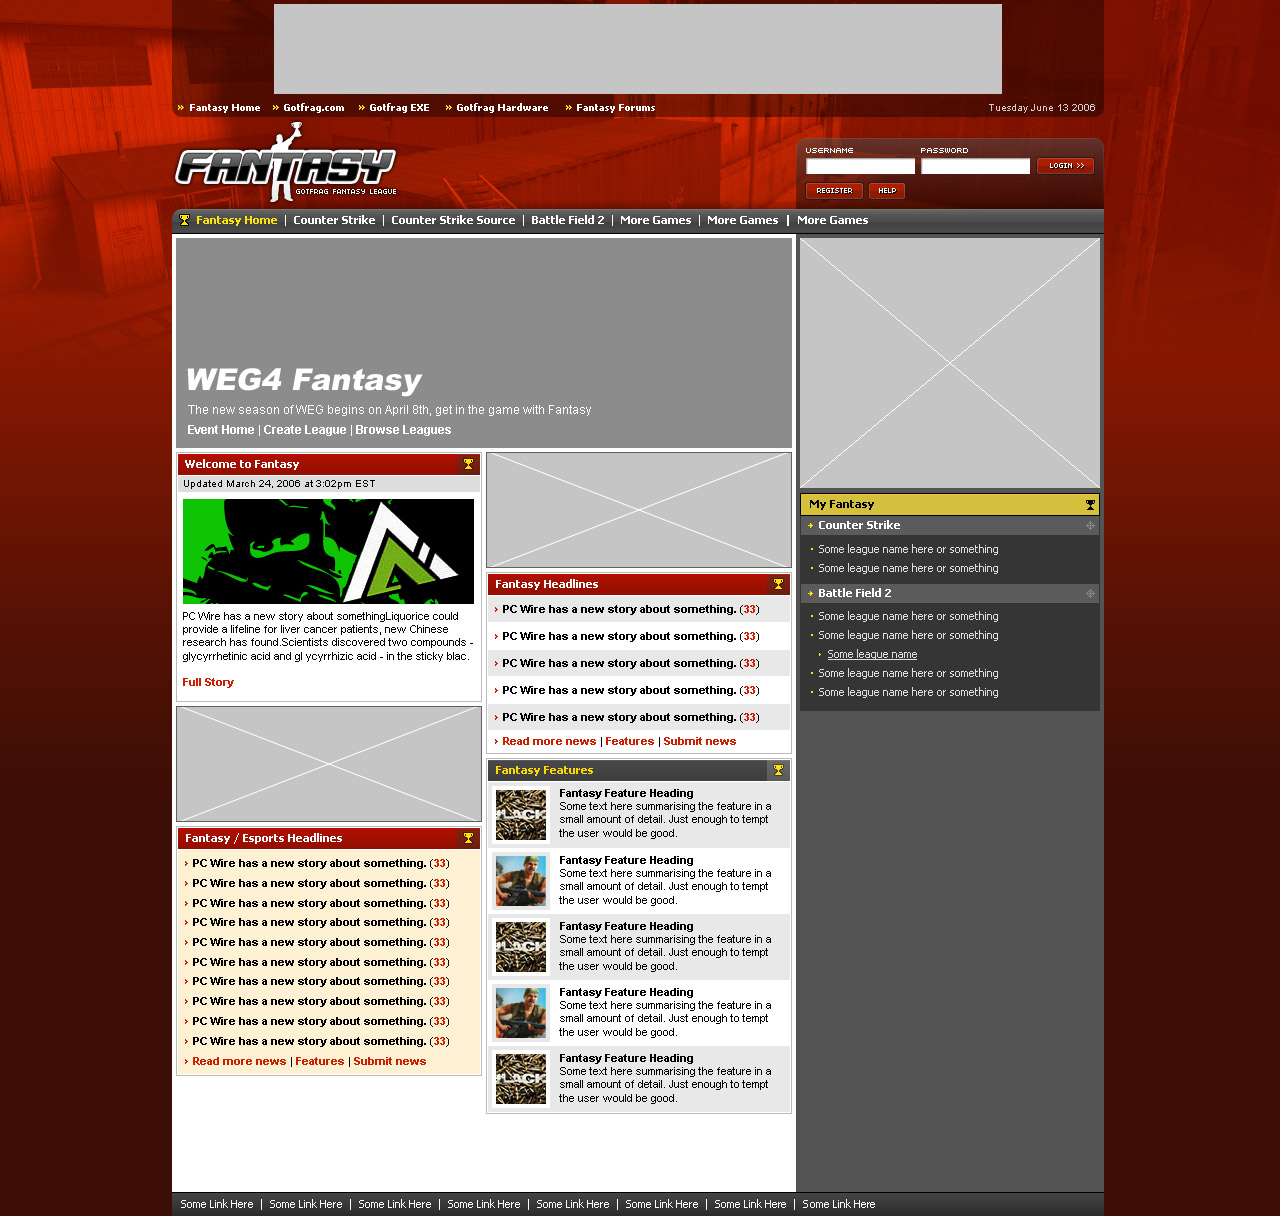 Fantasy Home Gotfrag.com Gotfrag EXE Gotfrag Hardware Fantasy Forums
Tuesday June 13 2006
FANTASY
GOTFRAG FANTASY LEAGUE
USERNAME PASSWORD
LOGIN >>
REGISTER HELP
Fantasy Home | Counter Strike | Counter Strike Source | Battle Field 2 | More Games | More Games | More Games
WEG4 Fantasy
The new season of WEG begins on April 8th, get in the game with Fantasy
Event Home | Create League | Browse Leagues
Welcome to Fantasy
Updated March 24, 2006 at 3:02pm EST
PC Wire has a new story about somethingLiquorice could
provide a lifeline for liver cancer patients, new Chinese
research has found.Scientists discovered two compounds -
glycyrrhetinic acid and gl ycyrrhizic acid - in the sticky blac.
Full Story
Fantasy / Esports Headlines
PC Wire has a new story about something. (33)
PC Wire has a new story about something. (33)
PC Wire has a new story about something. (33)
PC Wire has a new story about something. (33)
PC Wire has a new story about something. (33)
PC Wire has a new story about something. (33)
PC Wire has a new story about something. (33)
PC Wire has a new story about something. (33)
PC Wire has a new story about something. (33)
PC Wire has a new story about something. (33)
Read more news | Features | Submit news
Fantasy Headlines
PC Wire has a new story about something. (33)
PC Wire has a new story about something. (33)
PC Wire has a new story about something. (33)
PC Wire has a new story about something. (33)
PC Wire has a new story about something. (33)
Read more news | Features | Submit news
Fantasy Features
BLACK
Fantasy Feature Heading
Some text here summarising the feature in a
small amount of detail. Just enough to tempt
the user would be good.
Fantasy Feature Heading
Some text here summarising the feature in a
small amount of detail. Just enough to tempt
the user would be good.
BLACK
Fantasy Feature Heading
Some text here summarising the feature in a
small amount of detail. Just enough to tempt
the user would be good.
Fantasy Feature Heading
Some text here summarising the feature in a
small amount of detail. Just enough to tempt
the user would be good.
BLACK
Fantasy Feature Heading
Some text here summarising the feature in a
small amount of detail. Just enough to tempt
the user would be good.
My Fantasy
Counter Strike
Some league name here or something
Some league name here or something
Battle Field 2
Some league name here or something
Some league name here or something
Some league name
Some league name here or something
Some league name here or something
Some Link Here | Some Link Here | Some Link Here | Some Link Here | Some Link Here | Some Link Here | Some Link Here | Some Link Here